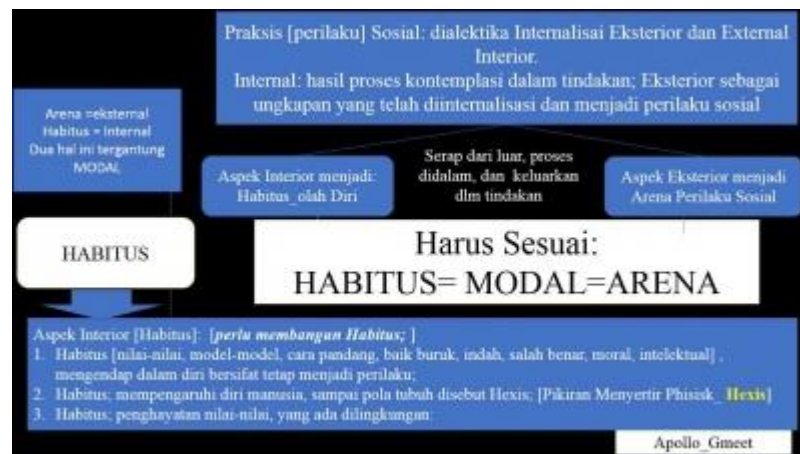 Praksis [perilaku] Sosial: dialektika Internalisai Eksterior dan External
Interior.
Internal: hasil proses kontemplasi dalam tindakan; Eksterior sebagai
ungkapan yang telah diinternalisasi dan menjadi perilaku sosial
Arena =eksternal
Habitus = Internal
Dua hal ini tergantung
MODAL
Aspek Interior menjadi:
Habitus_olah Diri
Serap dari luar, proses
didalam, dan keluarkan
dlm tindakan
Aspek Eksterior menjadi
Arena Perilaku Sosial
HABITUS
Harus Sesuai:
HABITUS= MODAL=ARENA
Aspek Interior [Habitus]: [perlu membangun Habitus; ]
1. Habitus [nilai-nilai, model-model, cara pandang, baik buruk, indah, salah benar, moral, intelektual] ,
mengendap dalam diri bersifat tetap menjadi perilaku;
2. Habitus; mempengaruhi diri manusia, sampai pola tubuh disebut Hexis; [Pikiran Menyertir Phisisk_ Hexis]
3. Habitus; penghayatan nilai-nilai, yang ada dilingkungan;
Apollo_Gmeet